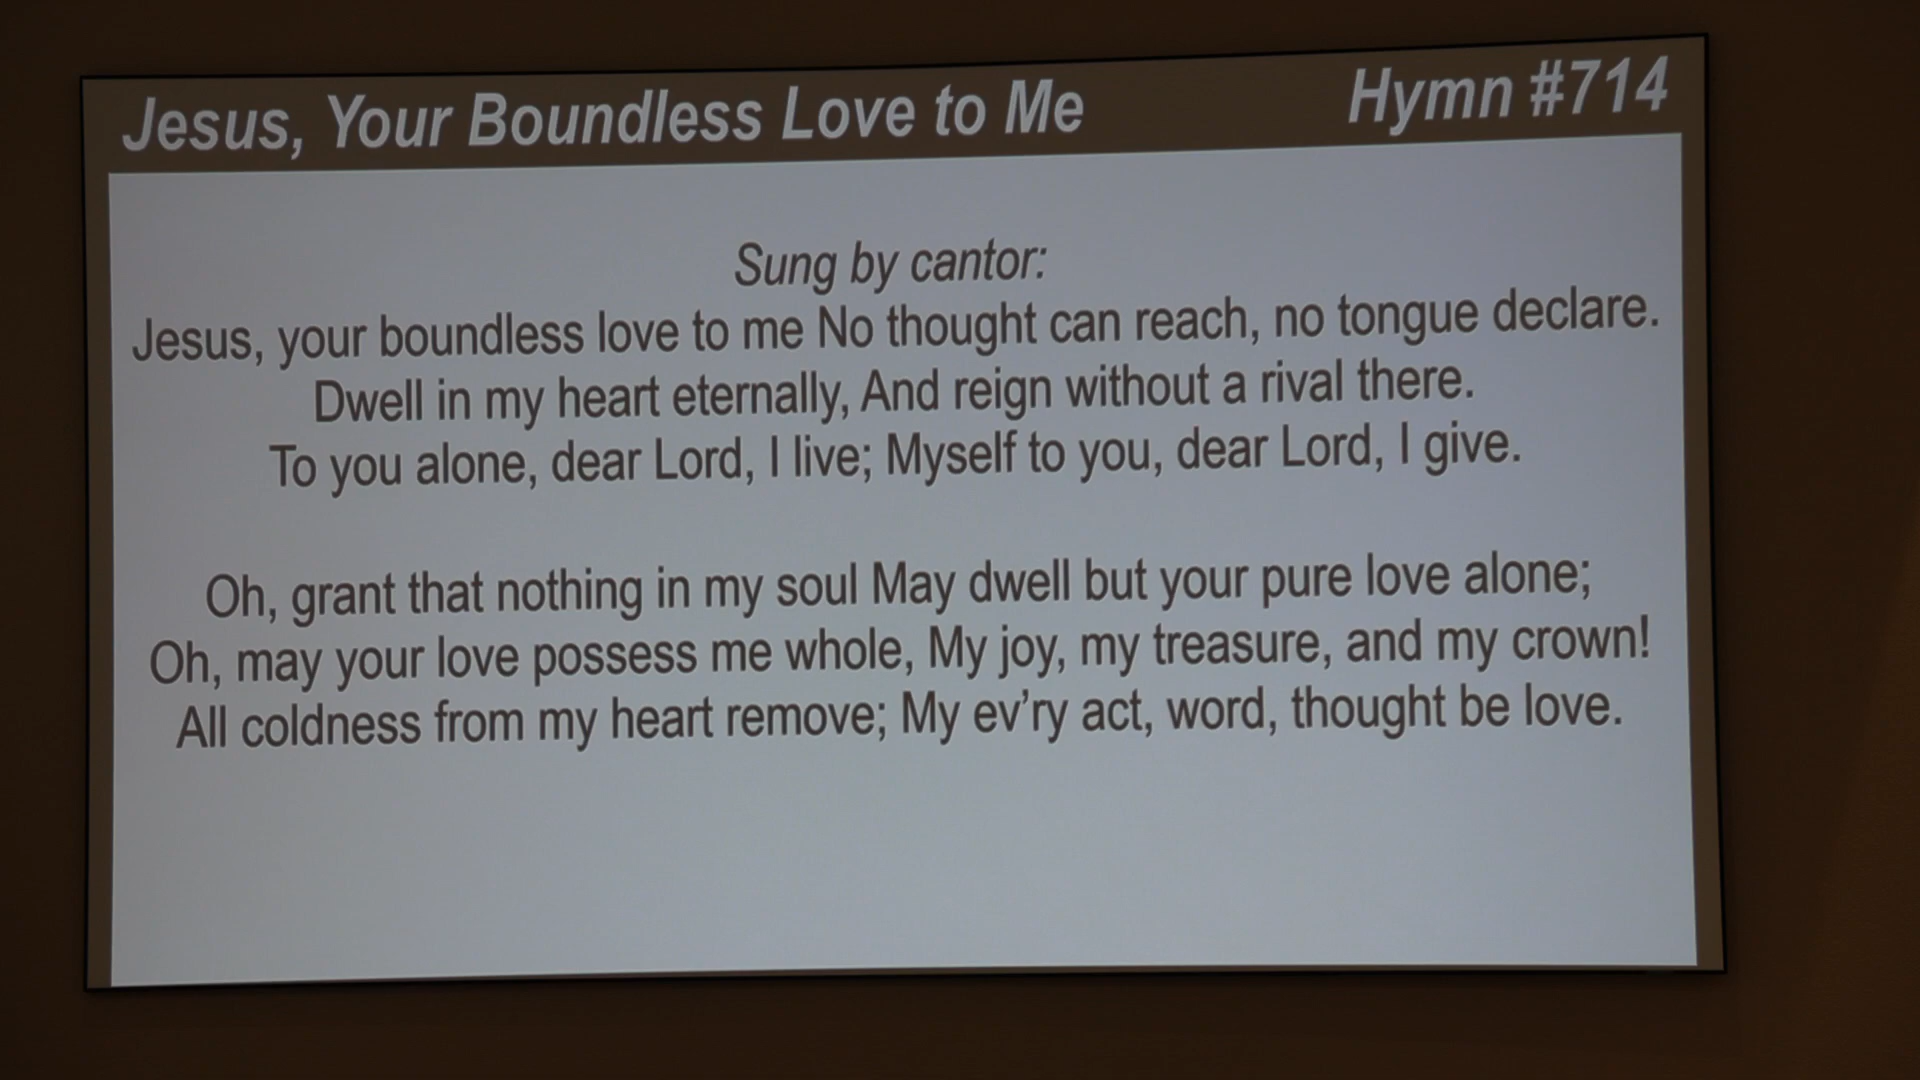 Jesus, Your Boundless Love to Me Hymn #714
Sung by cantor:
Jesus, your boundless love to me No thought can reach, no tongue declare.
Dwell in my heart eternally, And reign without a rival there.
To you alone, dear Lord, I live; Myself to you, dear Lord, I give.
Oh, grant that nothing in my soul May dwell but your pure love alone;
Oh, may your love possess me whole, My joy, my treasure, and my crown!
All coldness from my heart remove; My ev’ry act, word, thought be love.